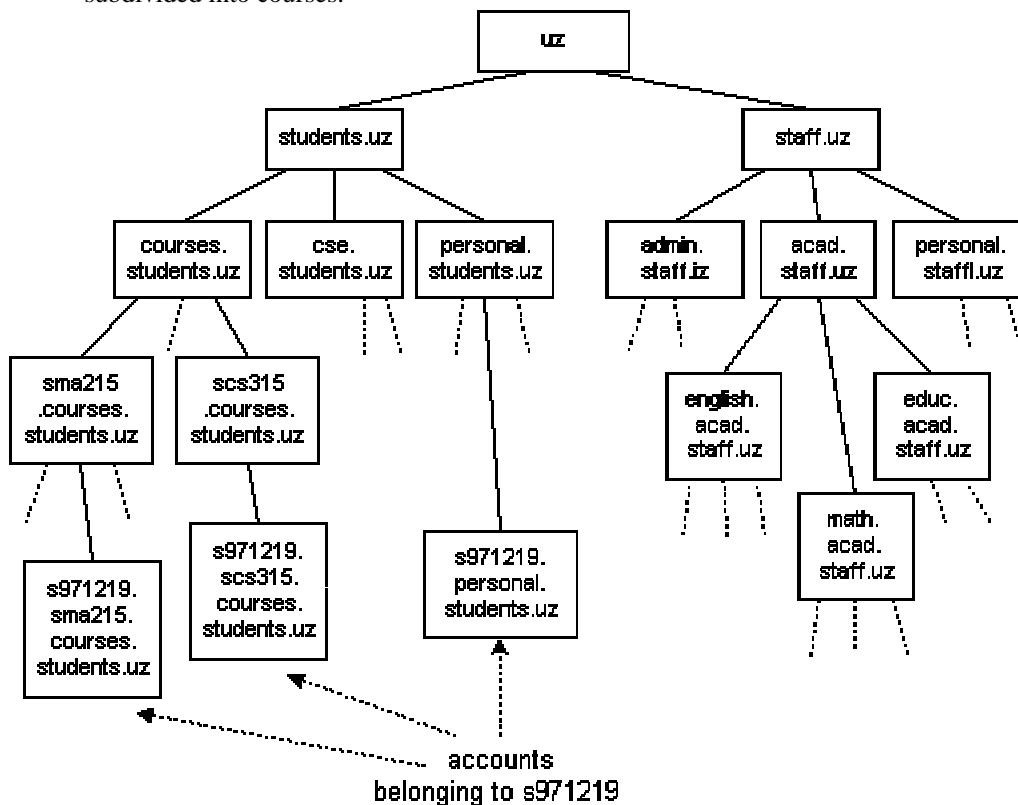 subdivided into courses.
uz
students.uz
staff.uz
courses.
students.uz
cse.
students.uz
personal.
students.uz
admin.
staff.iz
acad.
staff.uz
personal.
staffl.uz
sma215
.courses.
students.uz
scs315
.courses.
students.uz
english.
acad.
staff.uz
educ.
acad.
staff.uz
math.
acad.
staff.uz
s971219.
sma215.
courses.
students.uz
s971219.
scs315.
courses.
students.uz
s971219.
personal.
students.uz
accounts
belonging to s971219